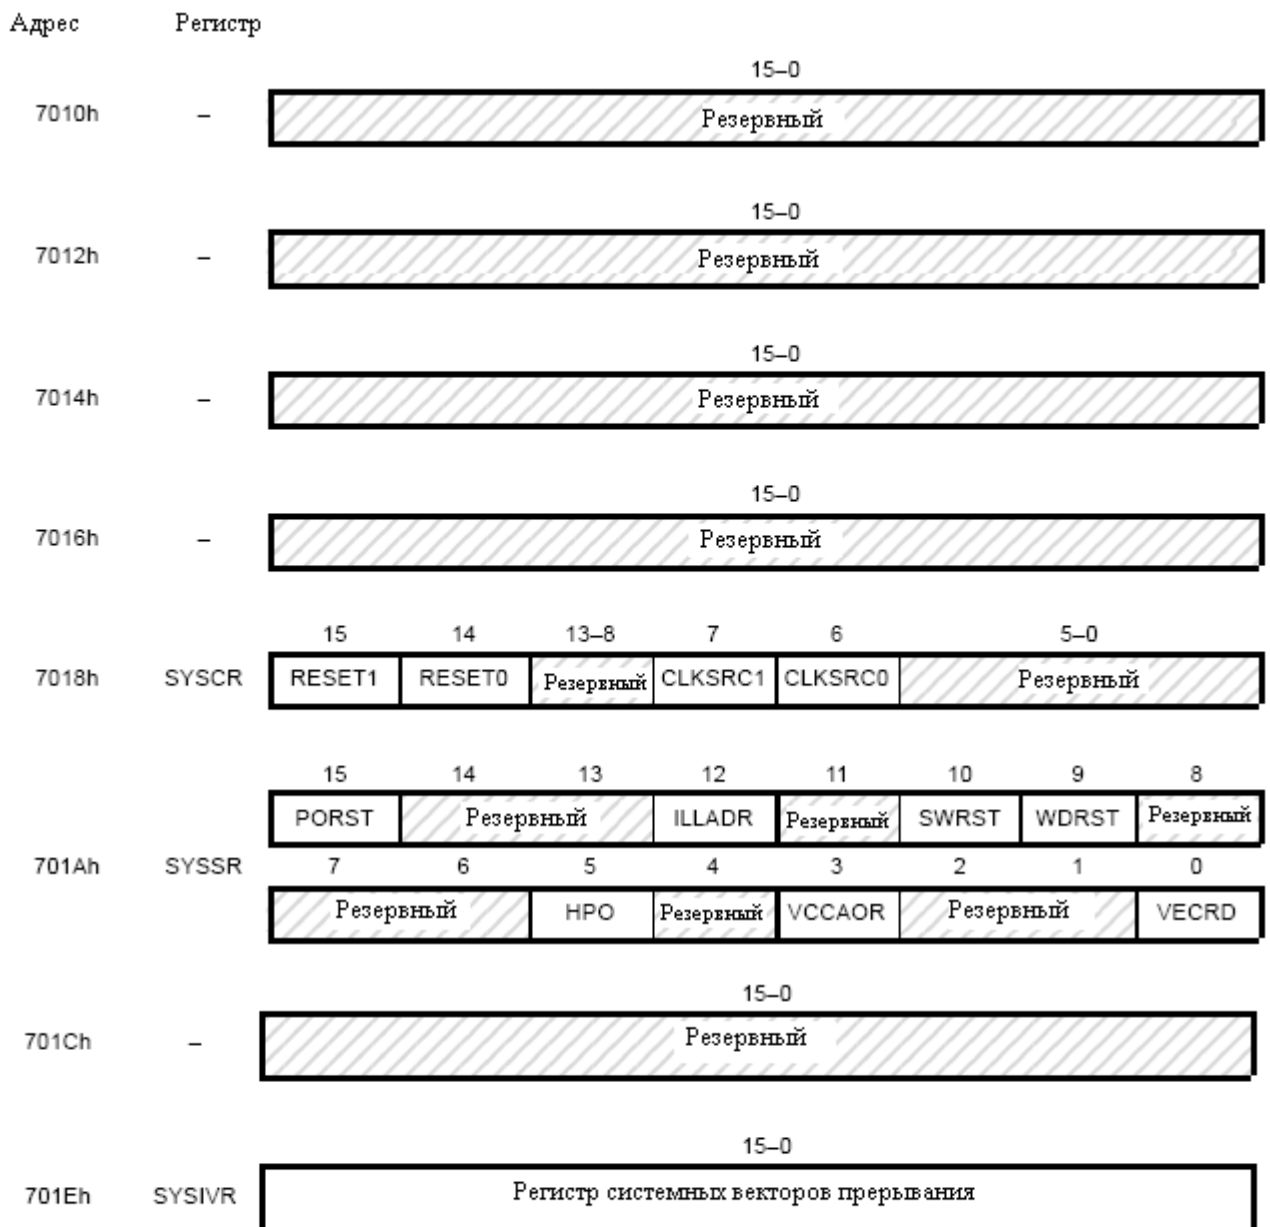 Адрес Регистр
15–0
7010h – Резервный
15–0
7012h – Резервный
15–0
7014h – Резервный
15–0
7016h – Резервный
15 14 13–8 7 6 5–0
7018h SYSCR RESET1 RESET0 Резервный CLKSRC1 CLKSRC0 Резервный
15 14 13 12 11 10 9 8
PORST Резервный ILLADR Резервный SWRST WDRST Резервный
701Ah SYSSR 7 6 5 4 3 2 1 0
Резервный HPO Резервный VCCAOR Резервный VECRD
15–0
701Ch – Резервный
15–0
701Eh SYSIVR Регистр системных векторов прерывания